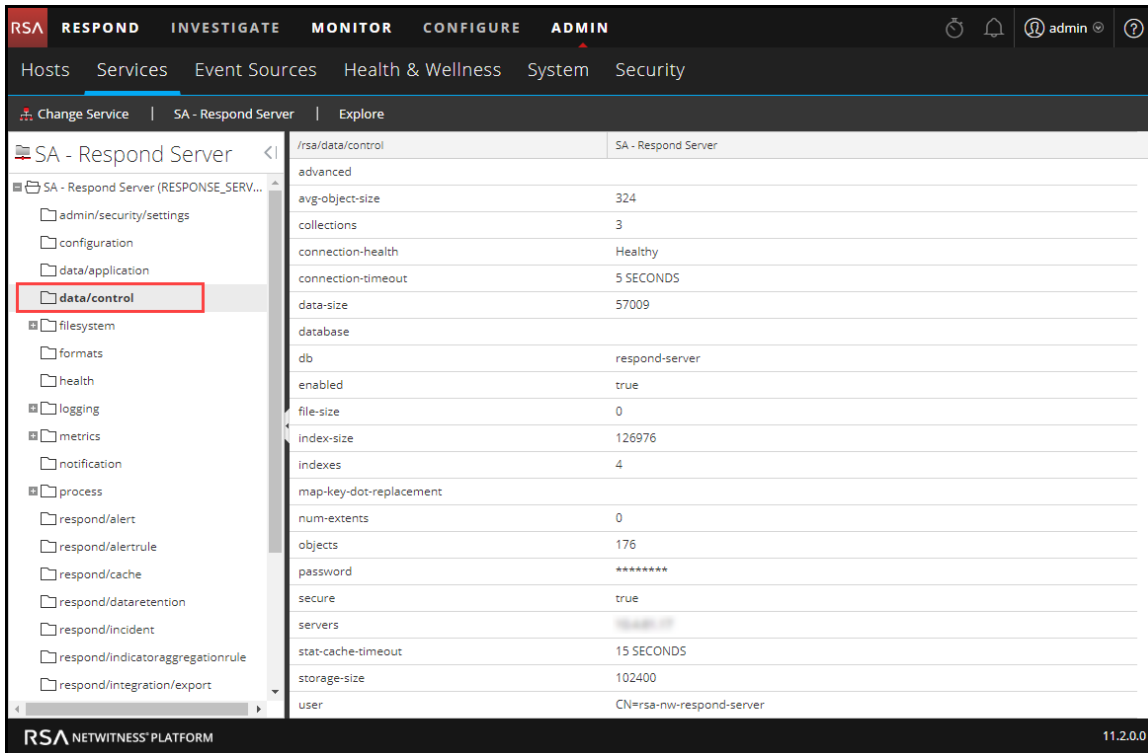 RSA RESPOND INVESTIGATE MONITOR CONFIGURE ADMIN admin ?
Hosts Services Event Sources Health & Wellness System Security
Change Service | SA - Respond Server | Explore
SA - Respond Server
SA - Respond Server (RESPONSE_SERV...
admin/security/settings
configuration
data/application
data/control
filesystem
formats
health
logging
metrics
notification
process
respond/alert
respond/alertrule
respond/cache
respond/dataretention
respond/incident
respond/indicatoraggregationrule
respond/integration/export
/rsa/data/control SA - Respond Server
advanced
avg-object-size 324
collections 3
connection-health Healthy
connection-timeout 5 SECONDS
data-size 57009
database
db respond-server
enabled true
file-size 0
index-size 126976
indexes 4
map-key-dot-replacement
num-extents 0
objects 176
password ********
secure true
servers
stat-cache-timeout 15 SECONDS
storage-size 102400
user CN=rsa-nw-respond-server
RSA NETWITNESS® PLATFORM 11.2.0.0